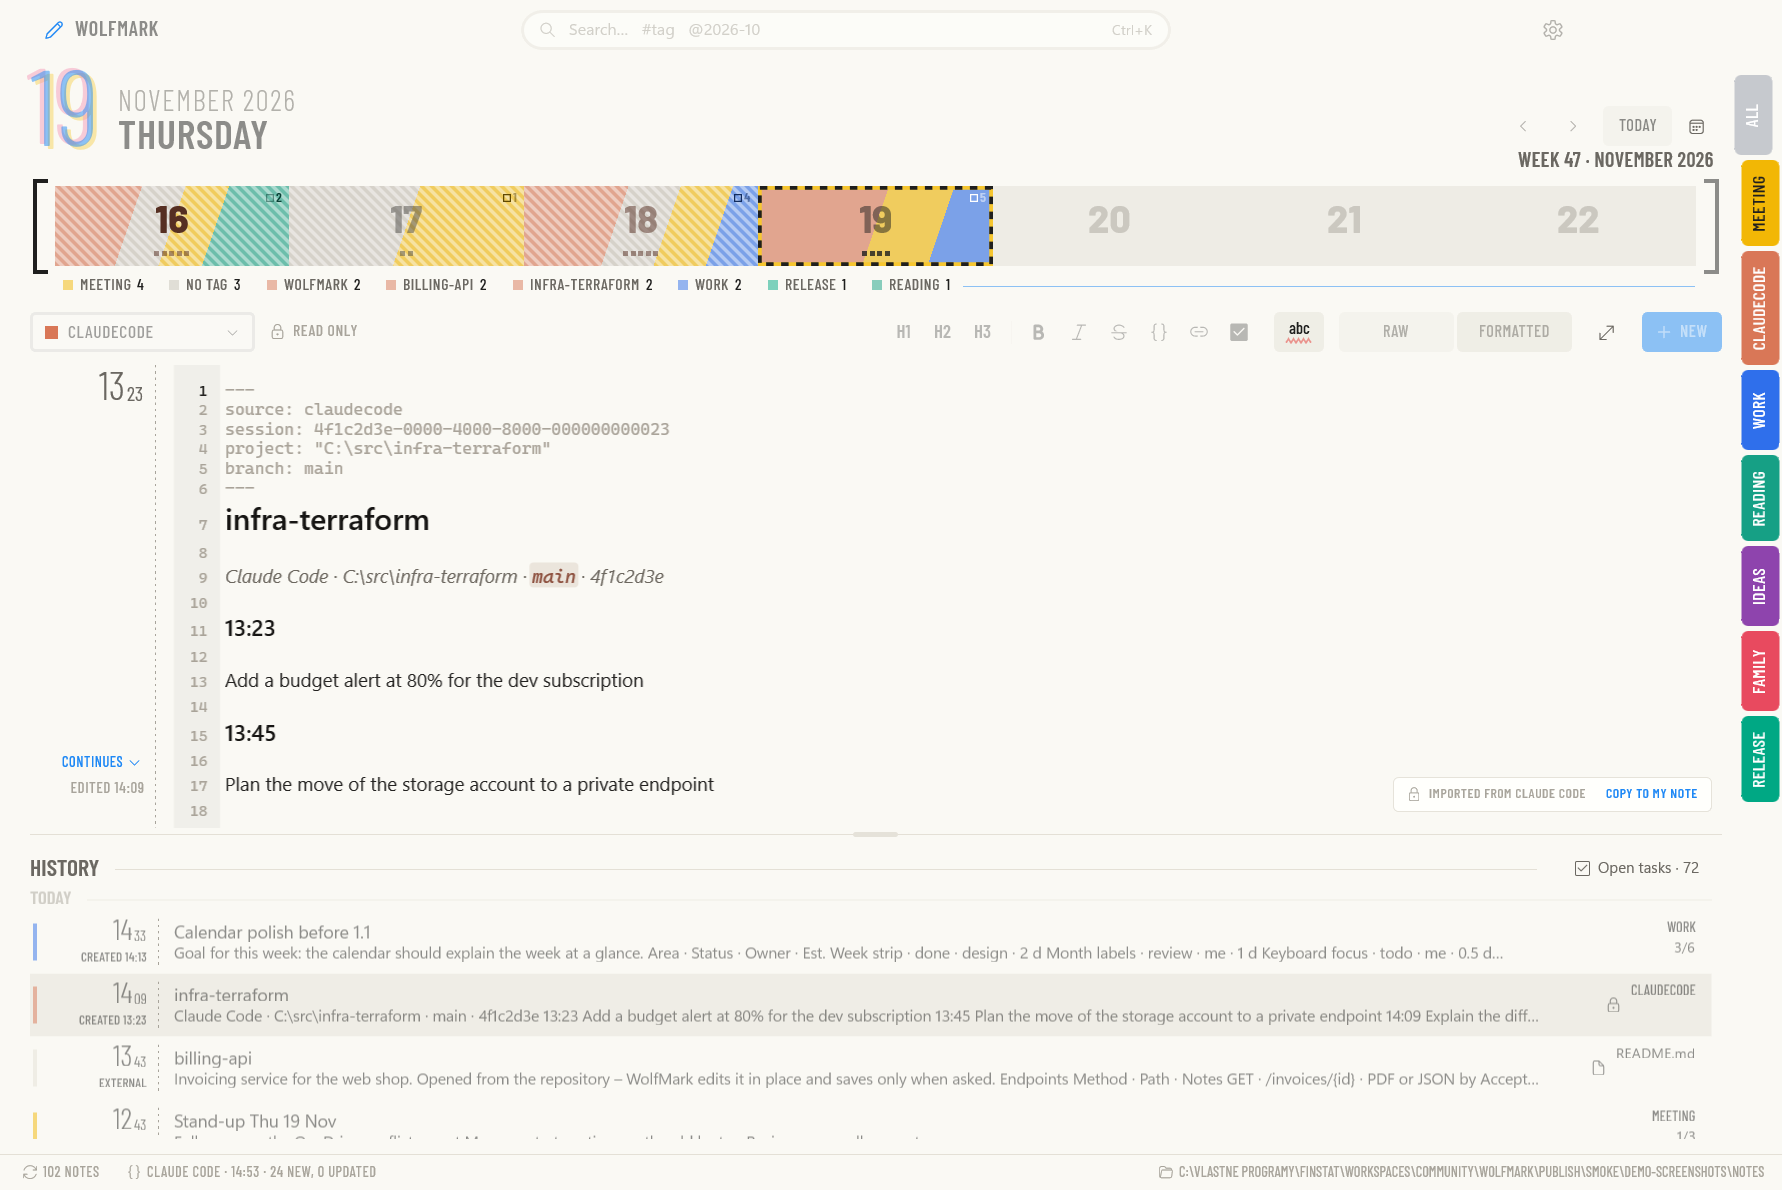 WOLFMARK
Search... #tag @2026-10 Ctrl+K
19
NOVEMBER 2026
THURSDAY
TODAY
WEEK 47 · NOVEMBER 2026
16 2
17 1
18 4
19 5
20
21
22
MEETING 4 NO TAG 3 WOLFMARK 2 BILLING-API 2 INFRA-TERRAFORM 2 WORK 2 RELEASE 1 READING 1
CLAUDECODE
READ ONLY
H1 H2 H3 B I S {} abc
RAW FORMATTED
+ NEW
ALL
MEETING
CLAUDECODE
WORK
READING
IDEAS
FAMILY
RELEASE
13 23
1 ---
2 source: claudecode
3 session: 4f1c2d3e-0000-4000-8000-000000000023
4 project: "C:\src\infra-terraform"
5 branch: main
6 ---
7 infra-terraform
8
9 Claude Code · C:\src\infra-terraform · main · 4f1c2d3e
10
11 13:23
12
13 Add a budget alert at 80% for the dev subscription
14
15 13:45
16
17 Plan the move of the storage account to a private endpoint
18
CONTINUES
EDITED 14:09
IMPORTED FROM CLAUDE CODE COPY TO MY NOTE
HISTORY
Open tasks · 72
TODAY
14 33
CREATED 14:13
Calendar polish before 1.1
Goal for this week: the calendar should explain the week at a glance. Area · Status · Owner · Est. Week strip · done · design · 2 d Month labels · review · me · 1 d Keyboard focus · todo · me · 0.5 d...
WORK
3/6
14 09
CREATED 13:23
infra-terraform
Claude Code · C:\src\infra-terraform · main · 4f1c2d3e 13:23 Add a budget alert at 80% for the dev subscription 13:45 Plan the move of the storage account to a private endpoint 14:09 Explain the diff...
CLAUDECODE
13 43
EXTERNAL
billing-api
Invoicing service for the web shop. Opened from the repository – WolfMark edits it in place and saves only when asked. Endpoints Method · Path · Notes GET · /invoices/{id} · PDF or JSON by Accept...
README.md
12 43
Stand-up Thu 19 Nov
MEETING
1/3
102 NOTES
{} CLAUDE CODE · 14:53 · 24 NEW, 0 UPDATED
C:\VLASTNE PROGRAMY\FINSTAT\WORKSPACES\COMMUNITY\WOLFMARK\PUBLISH\SMOKE\DEMO-SCREENSHOTS\NOTES